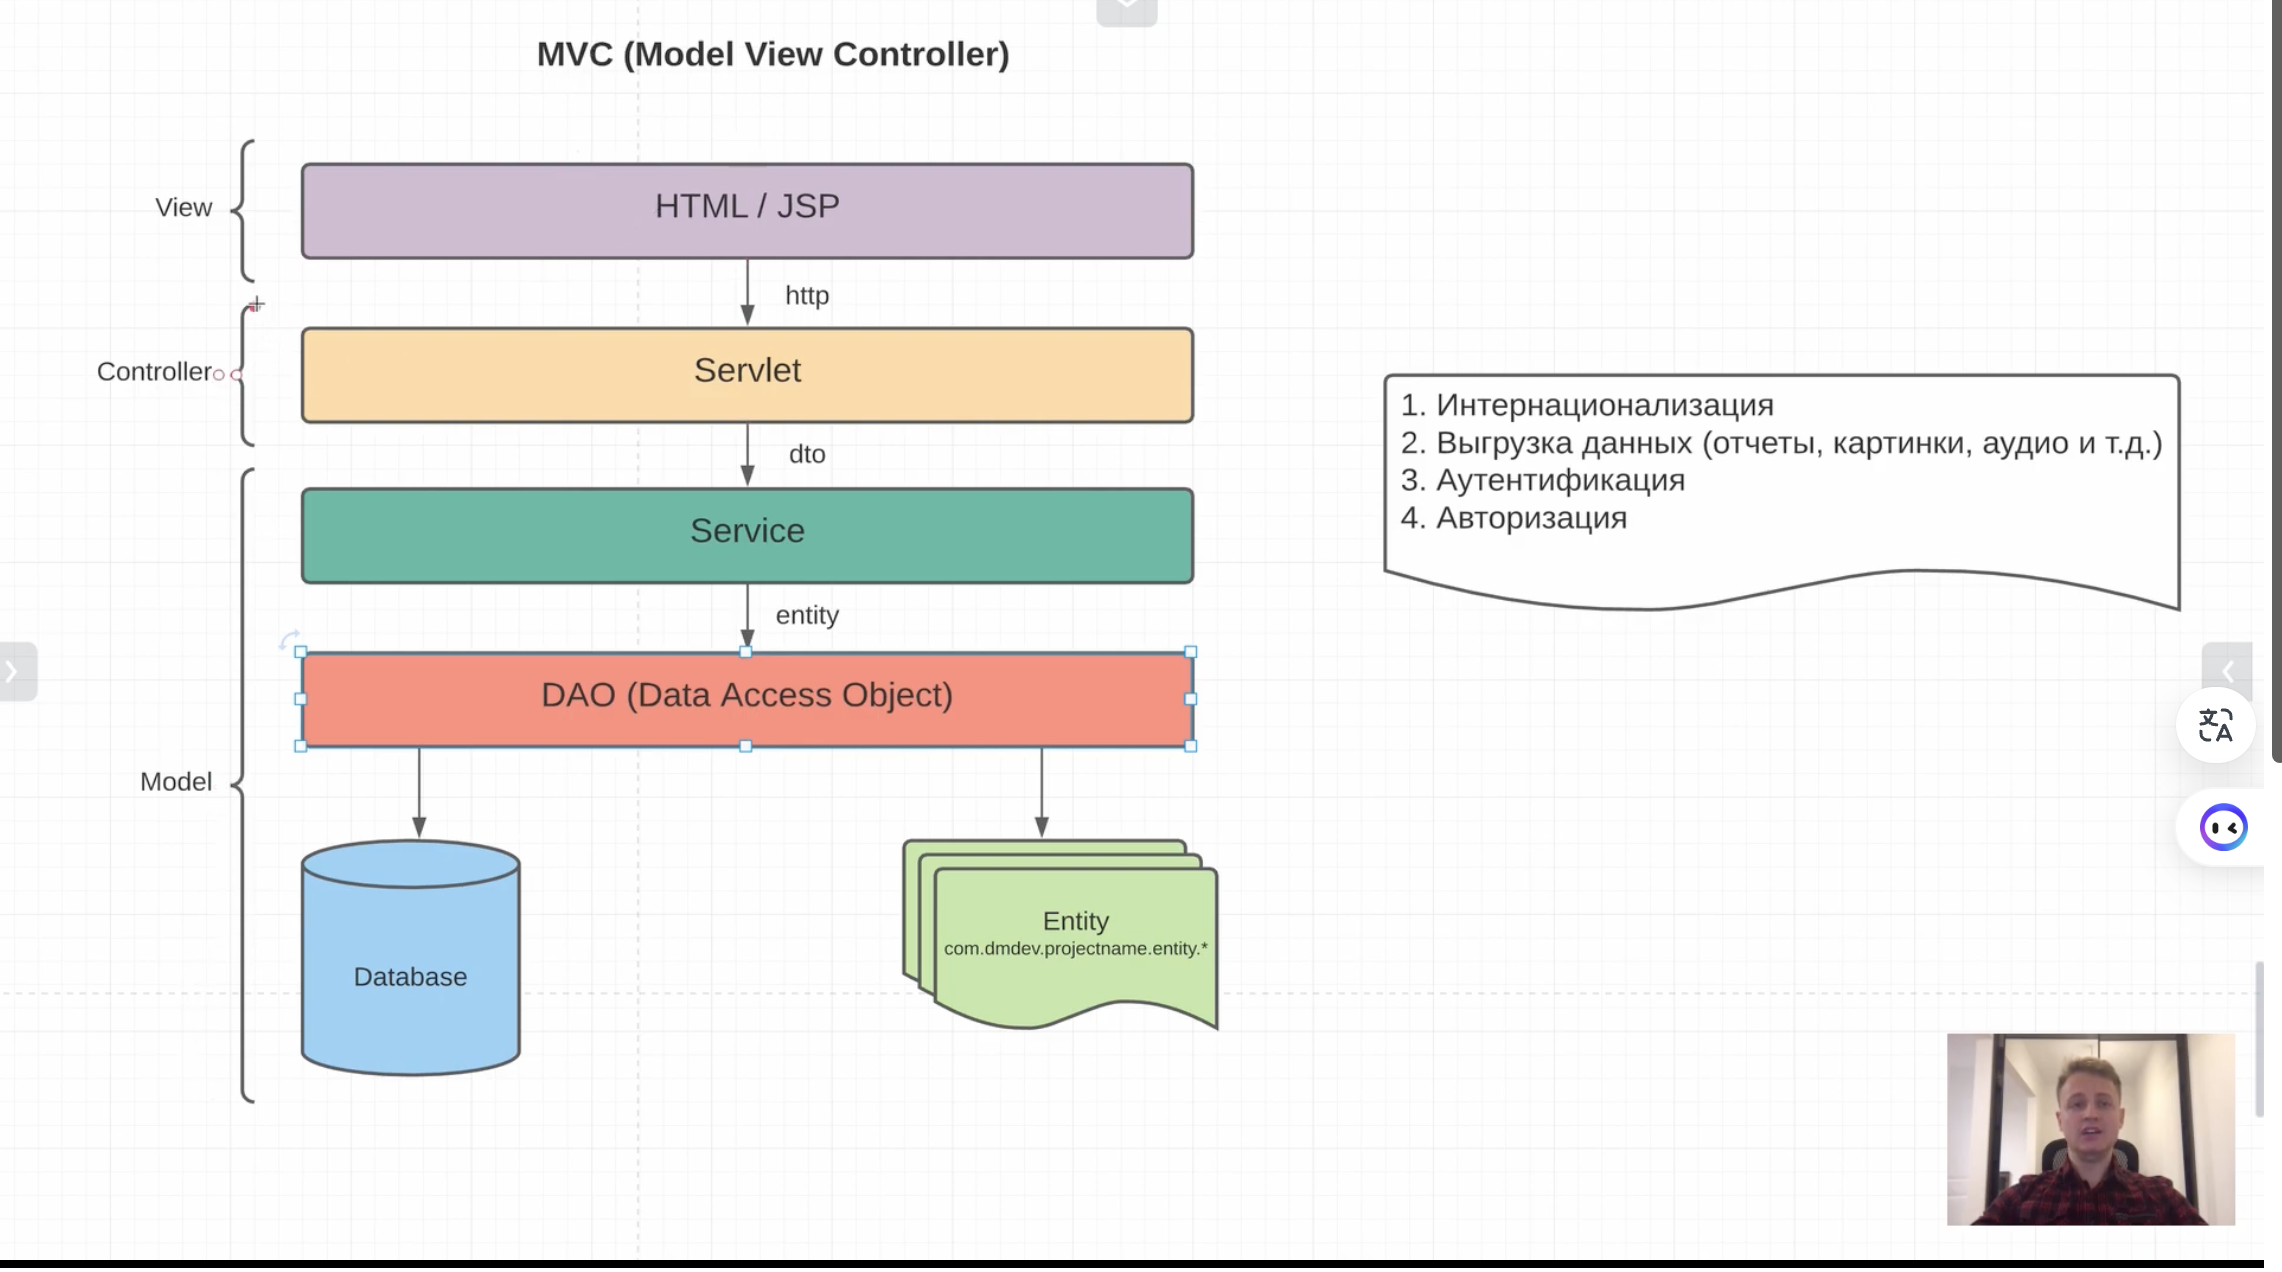 MVC (Model View Controller)
View
HTML / JSP
http
Controller
Servlet
dto
Service
entity
DAO (Data Access Object)
Model
Database
Entity
com.dmdev.projectname.entity.*
1. Интернационализация
2. Выгрузка данных (отчеты, картинки, аудио и т.д.)
3. Аутентификация
4. Авторизация